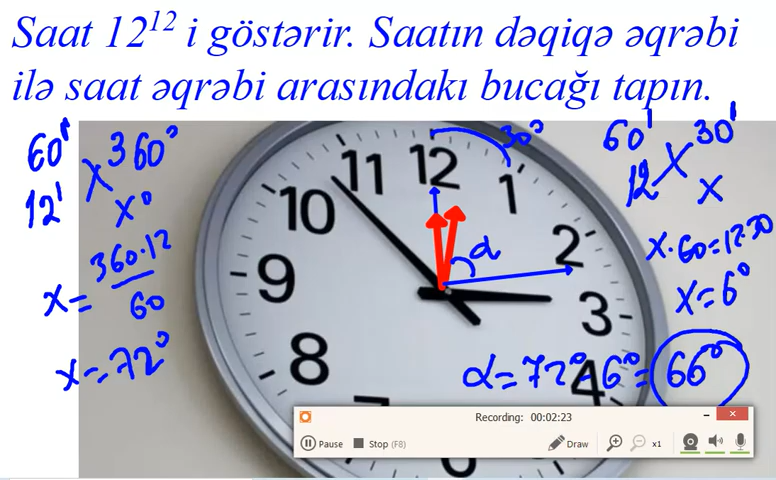 Saat 12¹² i göstərir. Saatın dəqiqə əqrəbi
ilə saat əqrəbi arasındakı bucağı tapın.
60' 360°
12' x°
x = 360·12 / 60
x = 72°
30°
60' 30'
12 x
x·60=12·30
x=6°
α
α=72°-6°=66°
12
1
2
3
4
8
9
10
11
Recording: 00:02:23
Pause Stop (F8) Draw x1